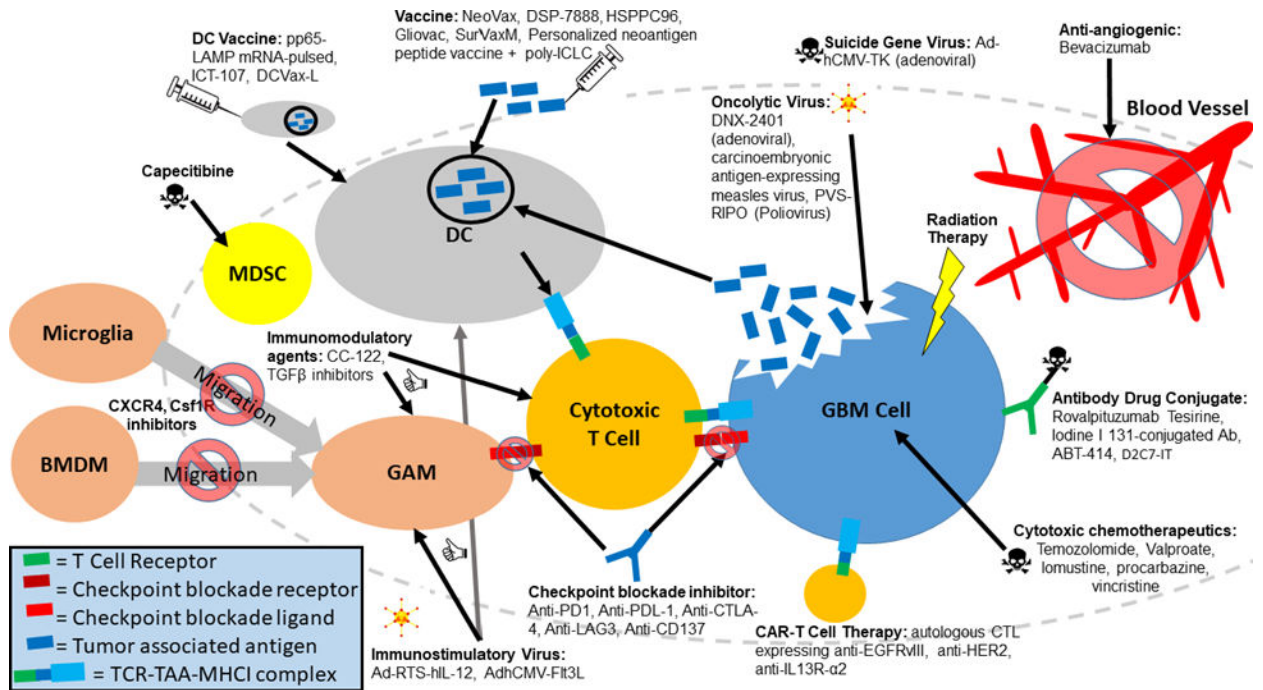 DC Vaccine: pp65-
LAMP mRNA-pulsed,
ICT-107, DCVax-L
Vaccine: NeoVax, DSP-7888, HSPPC96,
Gliovac, SurVaxM, Personalized neoantigen
peptide vaccine + poly-ICLC
Suicide Gene Virus: Ad-
hCMV-TK (adenoviral)
Anti-angiogenic:
Bevacizumab
Blood Vessel
Oncolytic Virus:
DNX-2401
(adenoviral),
carcinoembryonic
antigen-expressing
measles virus, PVS-
RIPO (Poliovirus)
Capecitibine
MDSC
DC
Radiation
Therapy
Microglia
Migration
Immunomodulatory
agents: CC-122,
TGFβ inhibitors
CXCR4, Csf1R
inhibitors
BMDM
Migration
GAM
Cytotoxic
T Cell
GBM Cell
Antibody Drug Conjugate:
Rovalpituzumab Tesirine,
Iodine I 131-conjugated Ab,
ABT-414, D2C7-IT
Cytotoxic chemotherapeutics:
Temozolomide, Valproate,
lomustine, procarbazine,
vincristine
Checkpoint blockade inhibitor:
Anti-PD1, Anti-PDL-1, Anti-CTLA-
4, Anti-LAG3, Anti-CD137
CAR-T Cell Therapy: autologous CTL
expressing anti-EGFRvIII, anti-HER2,
anti-IL13R-α2
Immunostimulatory Virus:
Ad-RTS-hIL-12, AdhCMV-Flt3L
= T Cell Receptor
= Checkpoint blockade receptor
= Checkpoint blockade ligand
= Tumor associated antigen
= TCR-TAA-MHCI complex